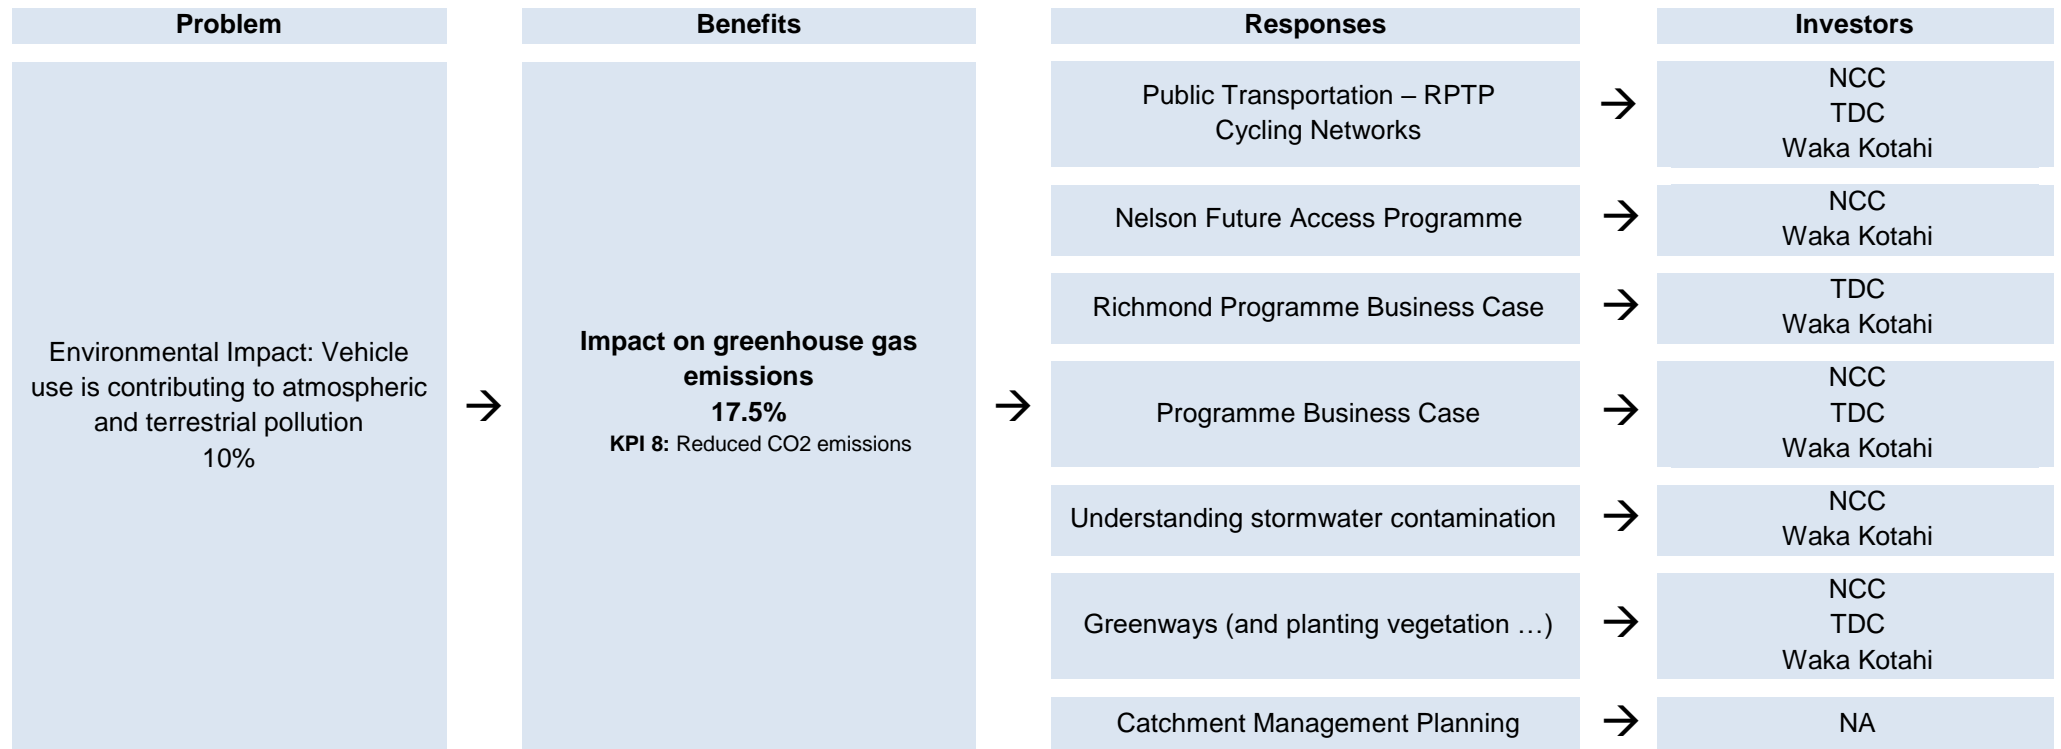 Problem
Benefits
Responses
Investors
Environmental Impact: Vehicle
use is contributing to atmospheric
and terrestrial pollution
10%
→
Impact on greenhouse gas
emissions
17.5%
KPI 8: Reduced CO2 emissions
→
Public Transportation – RPTP
Cycling Networks
→
NCC
TDC
Waka Kotahi
Nelson Future Access Programme
→
NCC
Waka Kotahi
Richmond Programme Business Case
→
TDC
Waka Kotahi
Programme Business Case
→
NCC
TDC
Waka Kotahi
Understanding stormwater contamination
→
NCC
Waka Kotahi
Greenways (and planting vegetation …)
→
NCC
TDC
Waka Kotahi
Catchment Management Planning
→
NA